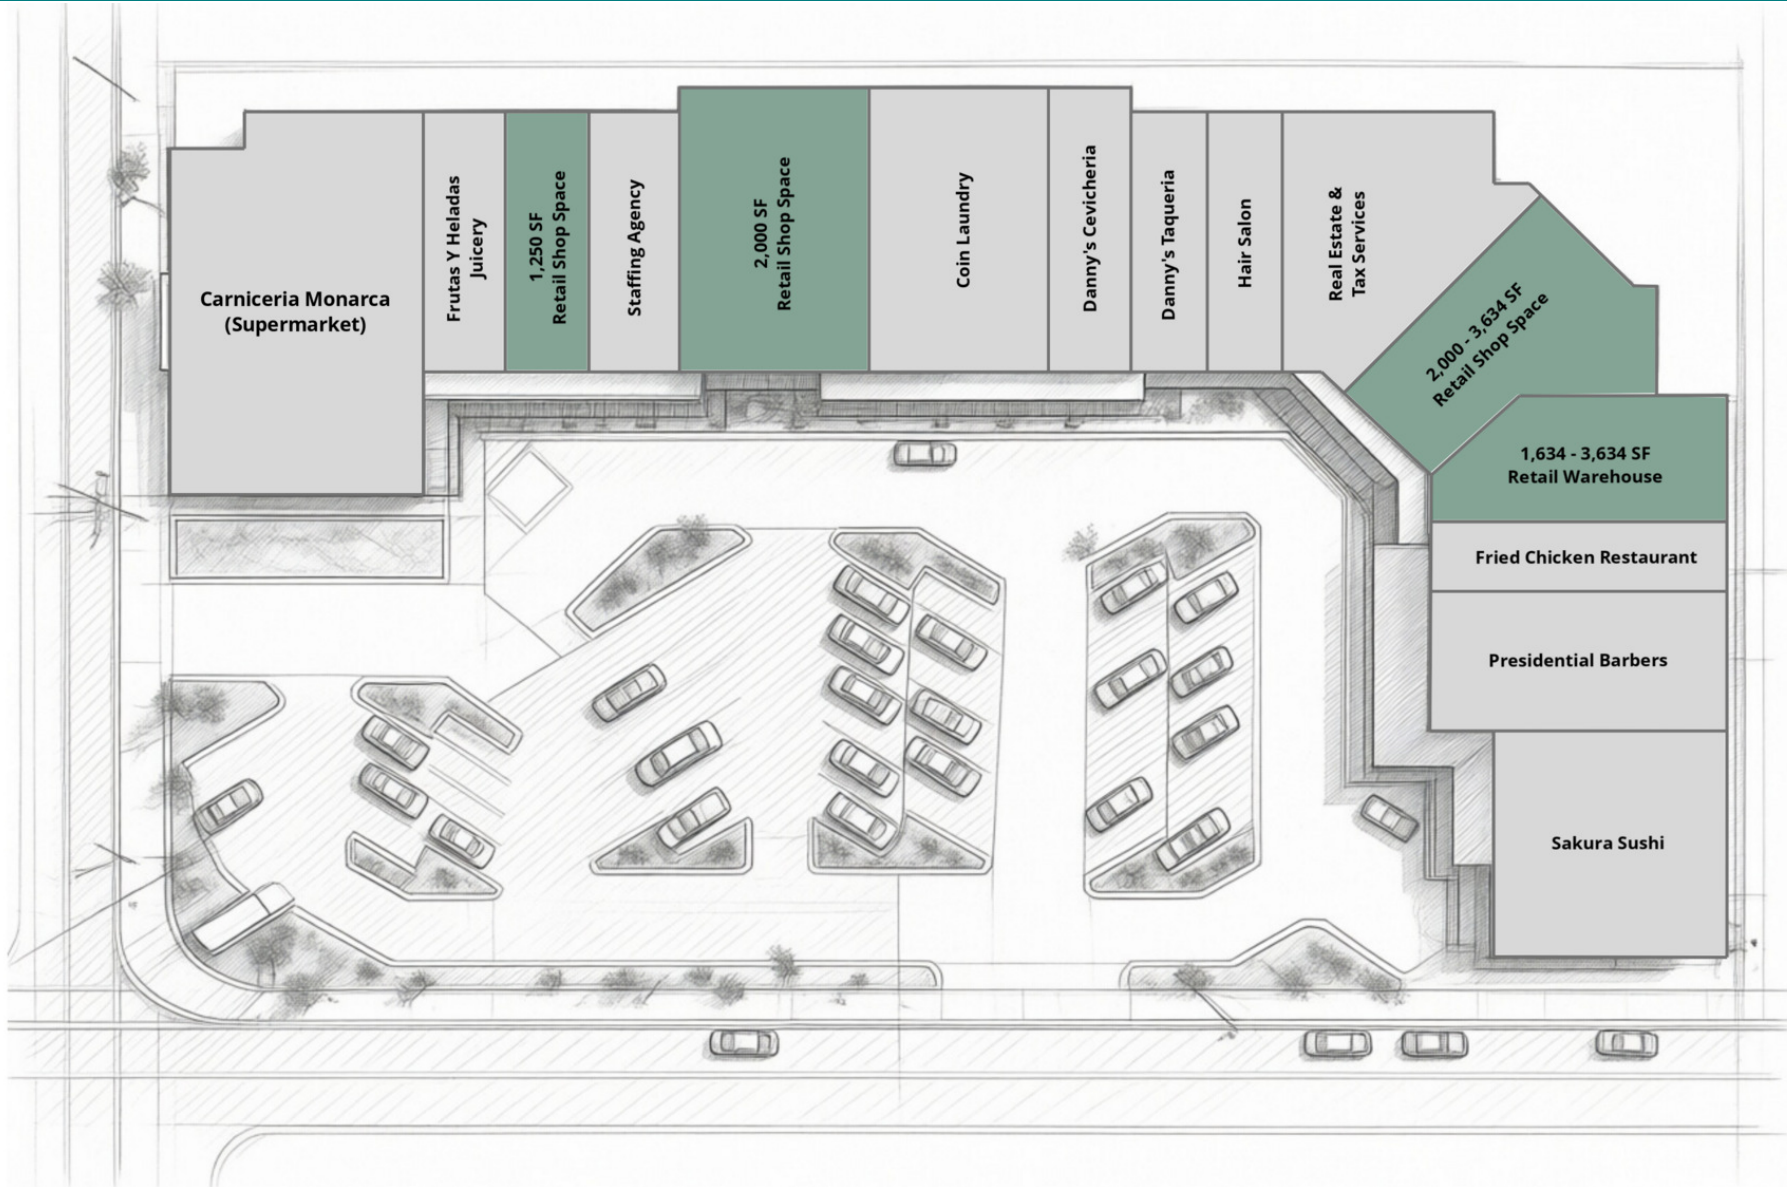 Carniceria Monarca
(Supermarket)
Frutas Y Heladas
Juicery
1,250 SF
Retail Shop Space
Staffing Agency
2,000 SF
Retail Shop Space
Coin Laundry
Danny's Cevicheria
Danny's Taqueria
Hair Salon
Real Estate &
Tax Services
2,000 - 3,634 SF
Retail Shop Space
1,634 - 3,634 SF
Retail Warehouse
Fried Chicken Restaurant
Presidential Barbers
Sakura Sushi